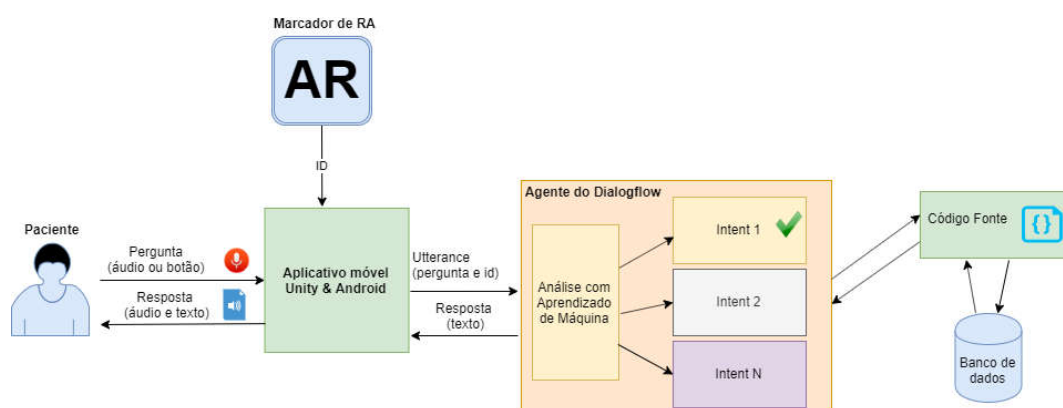 Marcador de RA
AR
ID
Paciente
Pergunta
(áudio ou botão)
Resposta
(áudio e texto)
Aplicativo móvel
Unity & Android
Utterance
(pergunta e id)
Resposta
(texto)
Agente do Dialogflow
Análise com
Aprendizado
de Máquina
Intent 1
Intent 2
Intent N
Código Fonte
{}
Banco de
dados